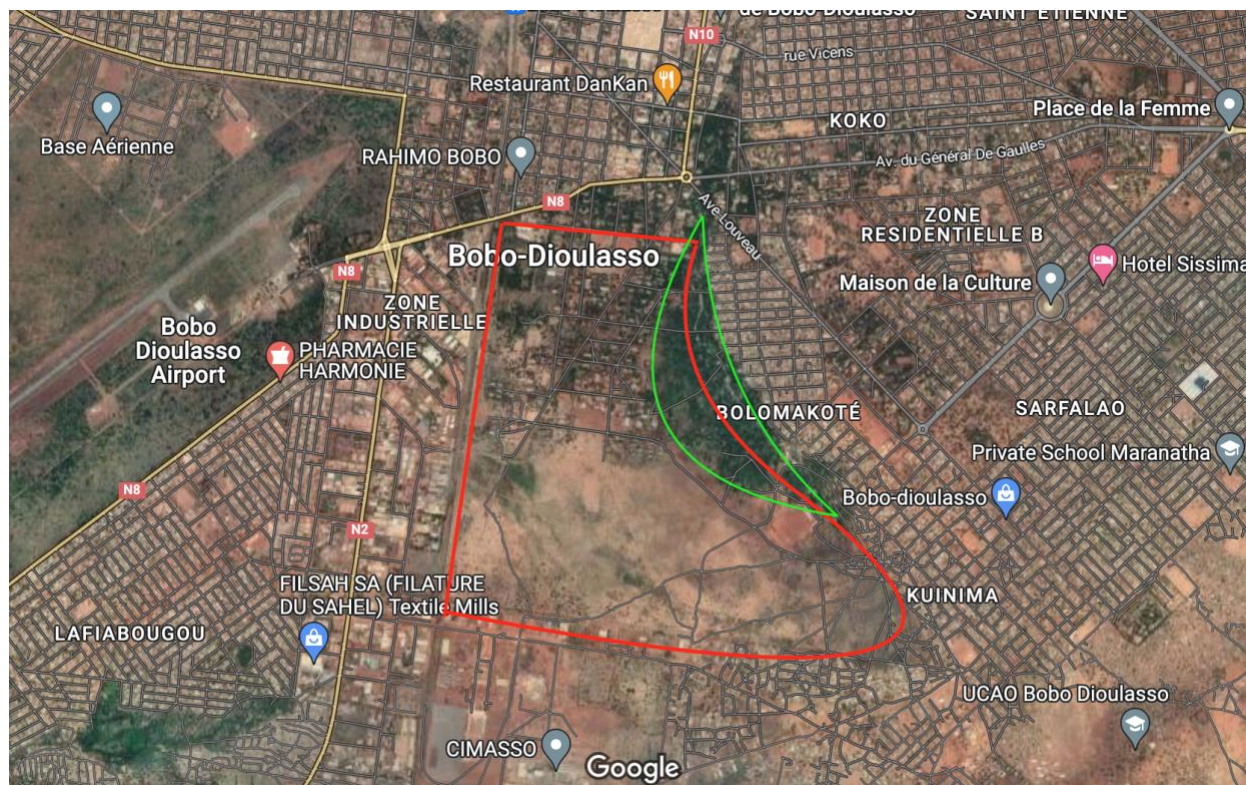 de Bobo-Dioulasso
SAINT ETIENNE
N10
rue Vicens
Restaurant DanKan
Place de la Femme
KOKO
Base Aérienne
RAHIMO BOBO
Av. du Général De Gaulles
N8
Ave Louveau
ZONE
RESIDENTIELLE B
Bobo-Dioulasso
Hotel Sissima
N8
Maison de la Culture
ZONE
INDUSTRIELLE
Bobo
Dioulasso
Airport
PHARMACIE
HARMONIE
BOLOMAKOTÉ
SARFALAO
Private School Maranatha
N8
Bobo-dioulasso
N2
FILSAH SA (FILATURE
DU SAHEL) Textile Mills
KUINIMA
LAFIABOUGOU
UCAO Bobo Dioulasso
CIMASSO
Google